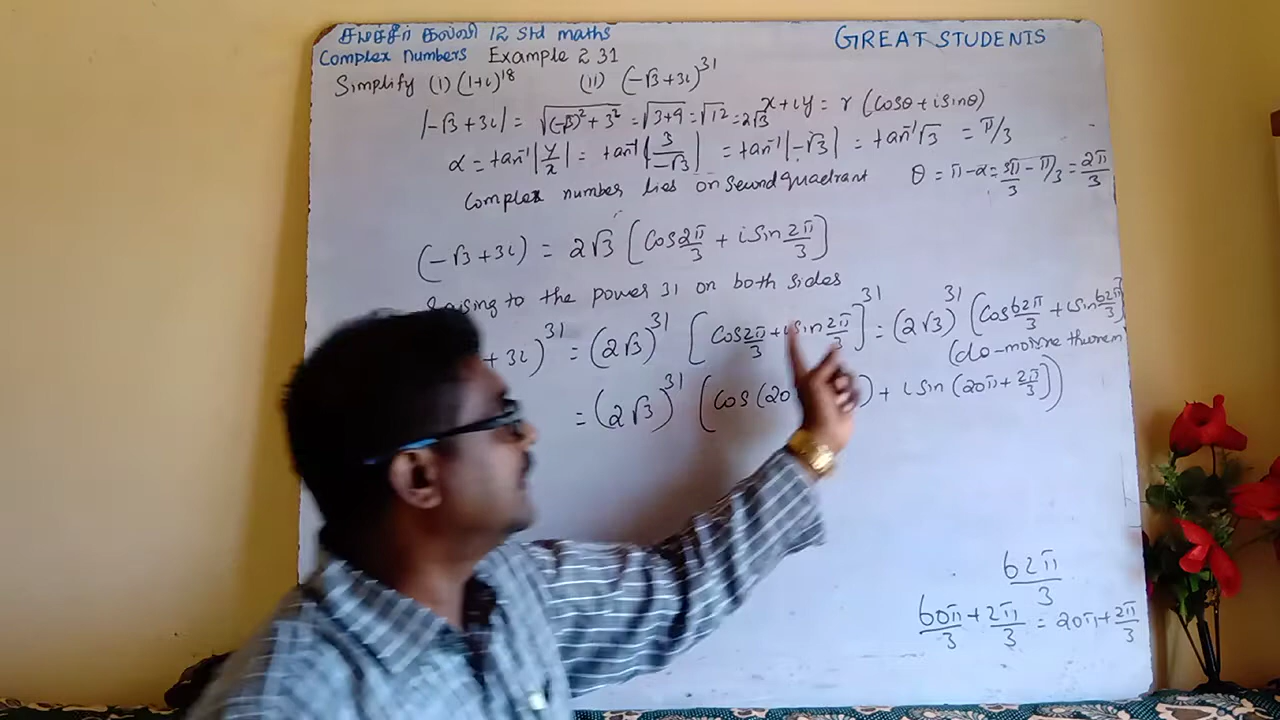 சமச்சீர் கல்வி 12 Std maths
GREAT STUDENTS
Complex Numbers Example 2 31
Simplify (i) (1+i)^18 (ii) (-√3 + 3i)^31
|-√3 + 3i| = √((-√3)² + 3²) = √(3+9) = √12 = 2√3
x + iy = r (Cosθ + i sinθ)
α = tan⁻¹ |y/x| = tan⁻¹ |3/-√3| = tan⁻¹ |-√3| = tan⁻¹ √3 = π/3
Complex number lies on second quadrant θ = π - α = 3π/3 - π/3 = 2π/3
(-√3 + 3i) = 2√3 [Cos 2π/3 + i Sin 2π/3]
to the power 31 on both sides
+ 3i)^31 = (2√3)^31 [Cos 2π/3 + i Sin 2π/3]^31 = (2√3)^31 (Cos 62π/3 + i sin 62π/3)
(de-moivre theorem
= (2√3)^31 (Cos (20 ) + i sin (20π + 2π/3))
62π/3
60π/3 + 2π/3 = 20π + 2π/3